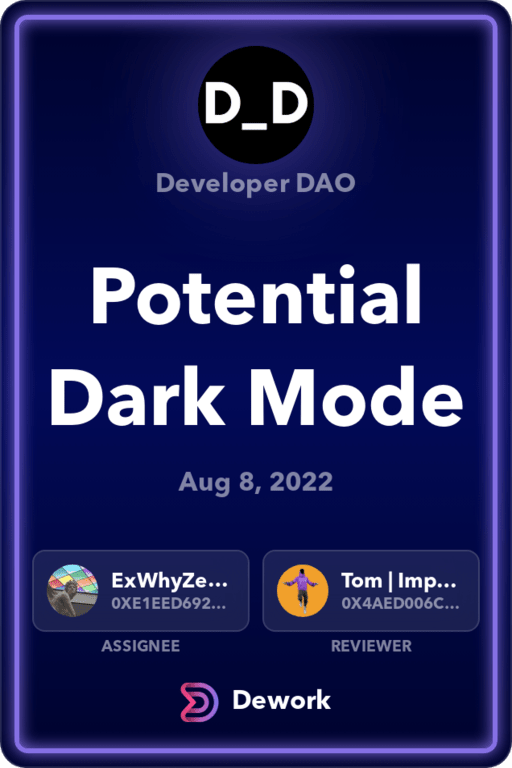 D_D
Developer DAO
Potential
Dark Mode
Aug 8, 2022
ExWhyZe...
0XE1EED692...
ASSIGNEE
Tom | Imp...
0X4AED006C...
REVIEWER
Dework